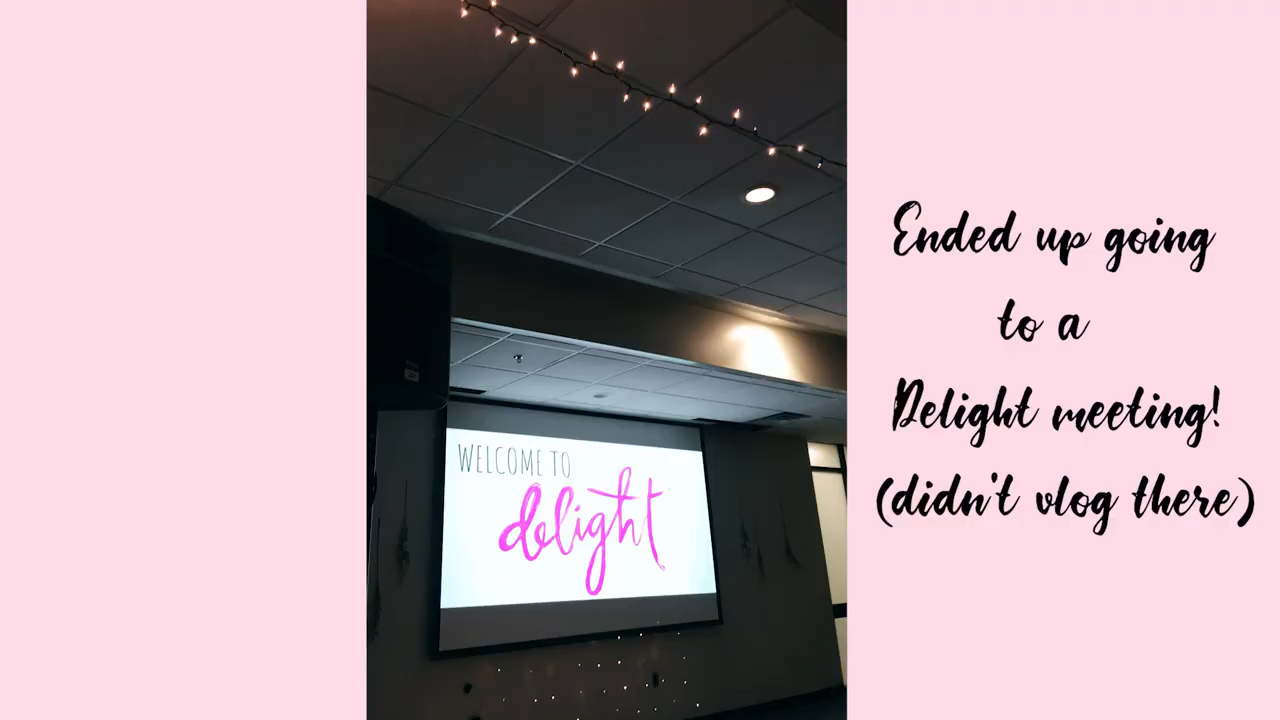 WELCOME TO
delight
Ended up going
to a
Delight meeting!
(didn't vlog there)